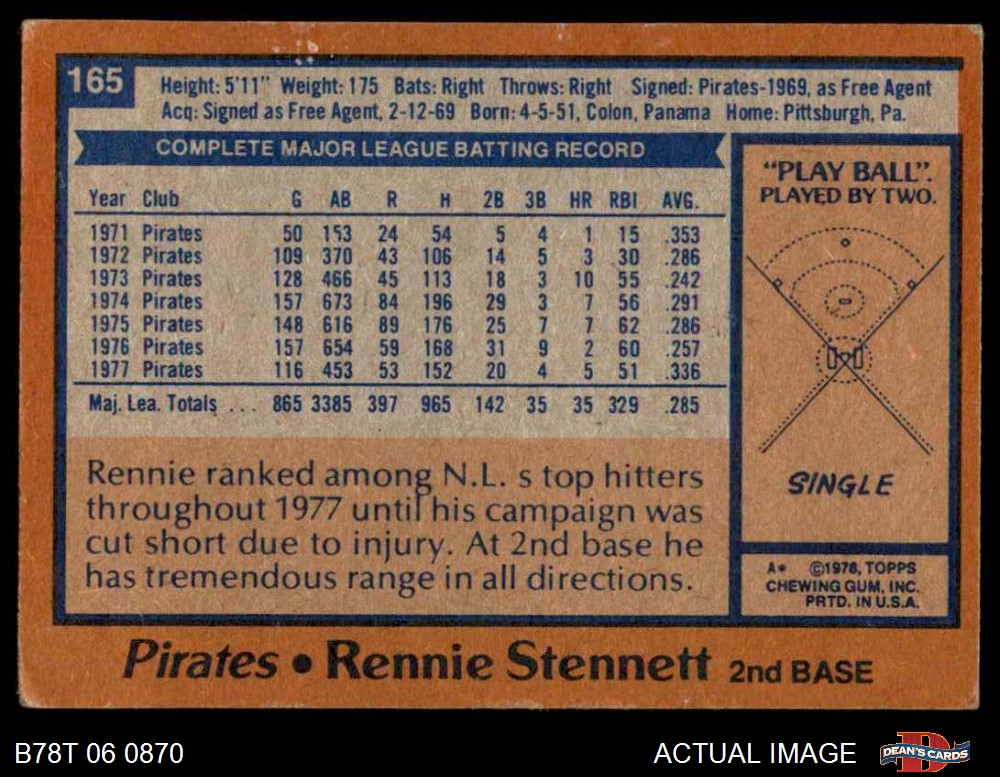 165
Height: 5'11" Weight: 175 Bats: Right Throws: Right Signed: Pirates-1969, as Free Agent
Acq: Signed as Free Agent, 2-12-69 Born: 4-5-51, Colon, Panama Home: Pittsburgh, Pa.
COMPLETE MAJOR LEAGUE BATTING RECORD
Year Club G AB R H 2B 3B HR RBI AVG.
1971 Pirates 50 153 24 54 5 4 1 15 .353
1972 Pirates 109 370 43 106 14 5 3 30 .286
1973 Pirates 128 466 45 113 18 3 10 55 .242
1974 Pirates 157 673 84 196 29 3 7 56 .291
1975 Pirates 148 616 89 176 25 7 7 62 .286
1976 Pirates 157 654 59 168 31 9 2 60 .257
1977 Pirates 116 453 53 152 20 4 5 51 .336
Maj. Lea. Totals ... 865 3385 397 965 142 35 35 329 .285
Rennie ranked among N.L. s top hitters
throughout 1977 until his campaign was
cut short due to injury. At 2nd base he
has tremendous range in all directions.
"PLAY BALL".
PLAYED BY TWO.
SINGLE
A* ©1978, TOPPS
CHEWING GUM, INC.
PRTD. IN U.S.A.
Pirates • Rennie Stennett 2nd BASE
B78T 06 0870
ACTUAL IMAGE
D
DEAN'S CARDS